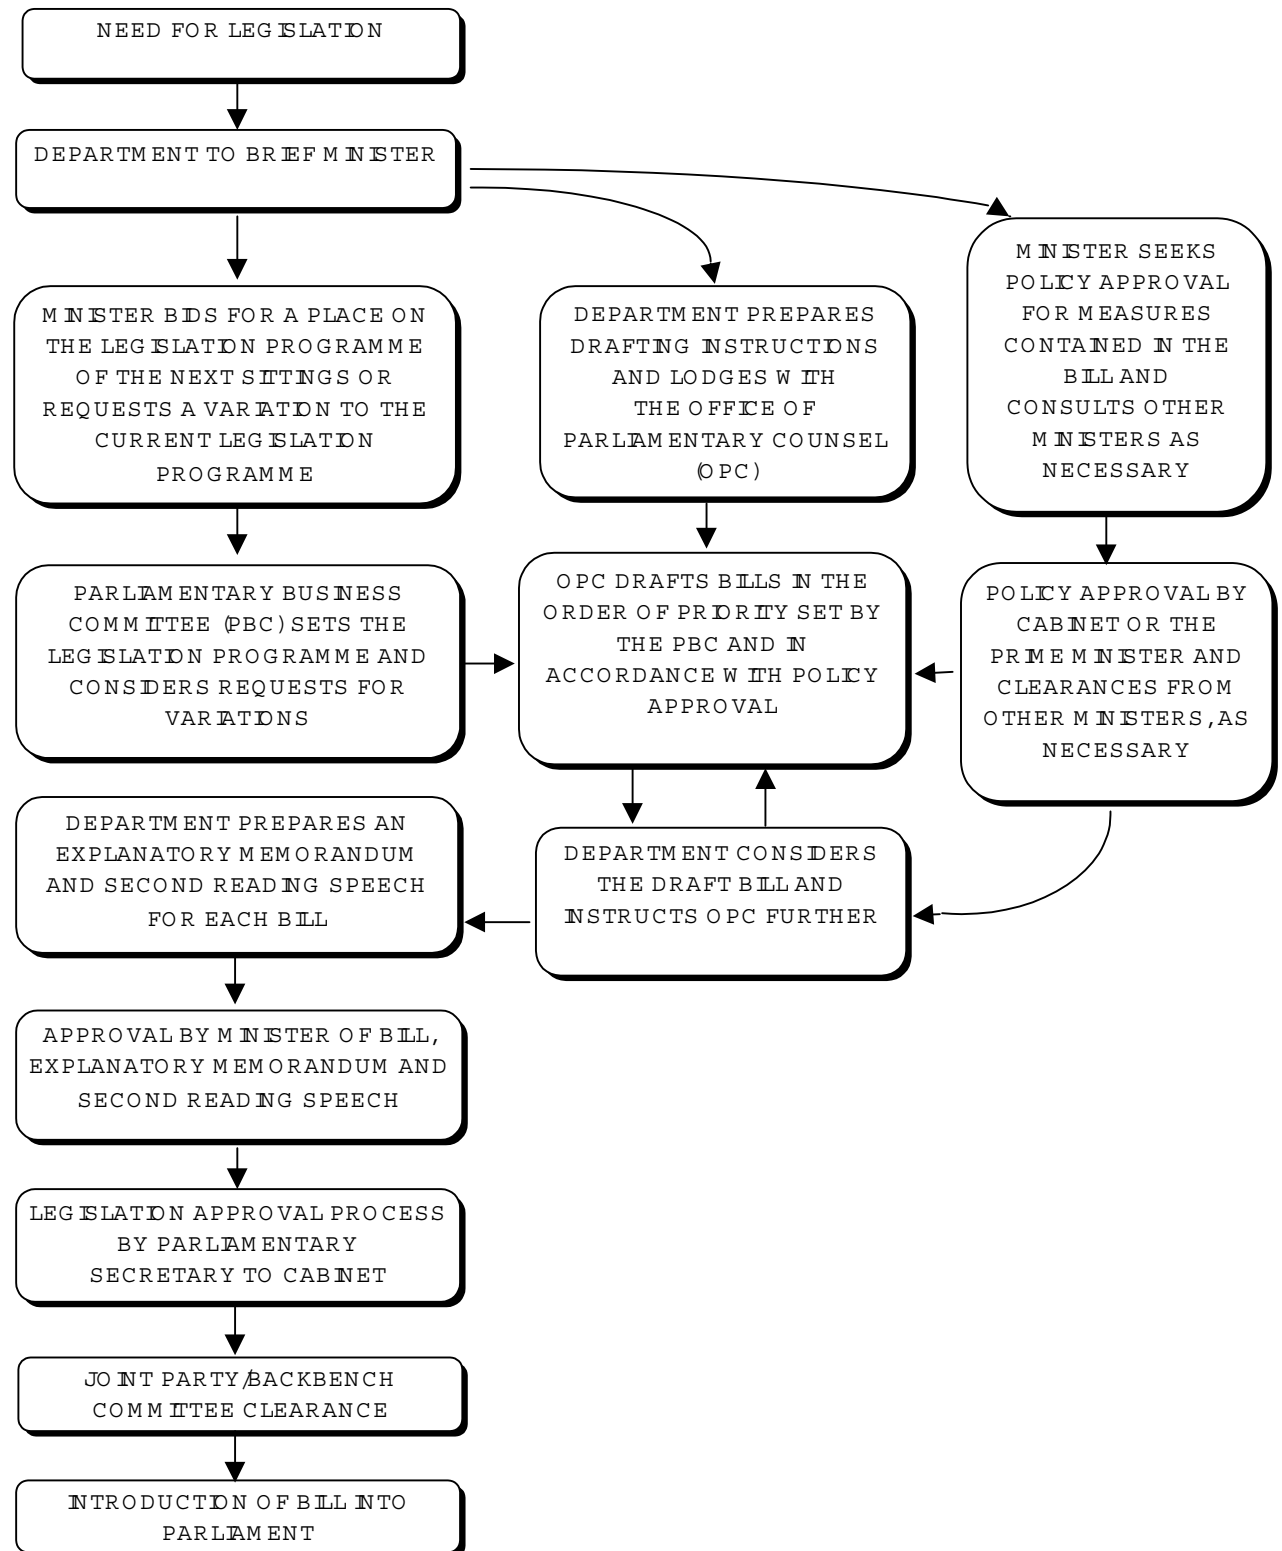 NEED FOR LEGISLATION
DEPARTMENT TO BRIEF MINISTER
MINISTER BIDS FOR A PLACE ON
THE LEGISLATION PROGRAMME
OF THE NEXT SITTINGS OR
REQUESTS A VARIATION TO THE
CURRENT LEGISLATION
PROGRAMME
DEPARTMENT PREPARES
DRAFTING INSTRUCTIONS
AND LODGES WITH
THE OFFICE OF
PARLIAMENTARY COUNSEL
(OPC)
MINISTER SEEKS
POLICY APPROVAL
FOR MEASURES
CONTAINED IN THE
BILL AND
CONSULTS OTHER
MINISTERS AS
NECESSARY
PARLIAMENTARY BUSINESS
COMMITTEE (PBC) SETS THE
LEGISLATION PROGRAMME AND
CONSIDERS REQUESTS FOR
VARIATIONS
OPC DRAFTS BILLS IN THE
ORDER OF PRIORITY SET BY
THE PBC AND IN
ACCORDANCE WITH POLICY
APPROVAL
POLICY APPROVAL BY
CABINET OR THE
PRIME MINISTER AND
CLEARANCES FROM
OTHER MINISTERS, AS
NECESSARY
DEPARTMENT PREPARES AN
EXPLANATORY MEMORANDUM
AND SECOND READING SPEECH
FOR EACH BILL
DEPARTMENT CONSIDERS
THE DRAFT BILL AND
INSTRUCTS OPC FURTHER
APPROVAL BY MINISTER OF BILL,
EXPLANATORY MEMORANDUM AND
SECOND READING SPEECH
LEGISLATION APPROVAL PROCESS
BY PARLIAMENTARY
SECRETARY TO CABINET
JOINT PARTY/BACKBENCH
COMMITTEE CLEARANCE
INTRODUCTION OF BILL INTO
PARLIAMENT